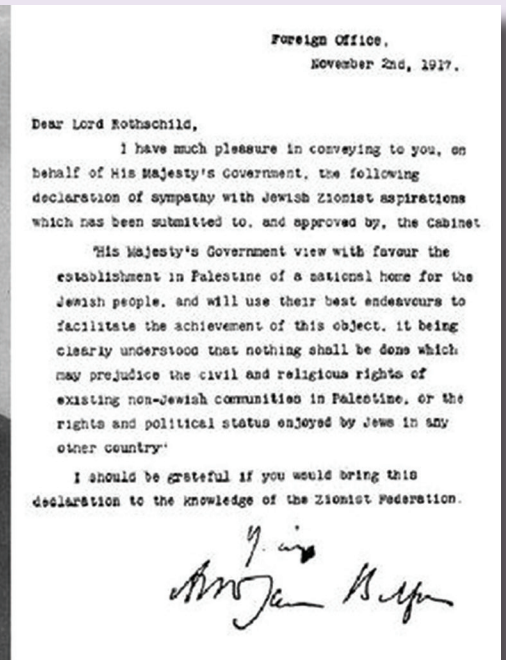 Foreign Office,
November 2nd, 1917.
Dear Lord Rothschild,
I have much pleasure in conveying to you, on
behalf of His Majesty's Government, the following
declaration of sympathy with Jewish Zionist aspirations
which has been submitted to, and approved by, the Cabinet
"His Majesty's Government view with favour the
establishment in Palestine of a national home for the
Jewish people, and will use their best endeavours to
facilitate the achievement of this object, it being
clearly understood that nothing shall be done which
may prejudice the civil and religious rights of
existing non-Jewish communities in Palestine, or the
rights and political status enjoyed by Jews in any
other country"
I should be grateful if you would bring this
declaration to the knowledge of the Zionist Federation.
Arthur James Balfour